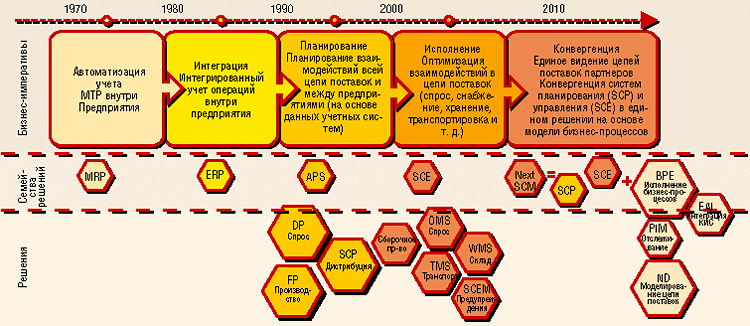 1970
1980
1990
2000
2010
Бизнес-императивы
Автоматизация
учета
МТР внутри
Предприятия
Интеграция
Интегрированный
учет операций
внутри
предприятия
Планирование
Планирование взаи-
модействий всей
цепи поставок и
между предпри-
ятиями (на основе
данных учетных сис-
тем)
Исполнение
Оптимизация
взаимодействий в
цепи поставок
(спрос, снабже-
ние, хранение,
транспортировка и
т. д.)
Конвергенция
Единое видение цепей
поставок партнеров
Конвергенция систем
планирования (SCP) и
управления (SCE) в еди-
ном решении на основе
модели бизнес-процессов
Семей-
ства
решений
MRP
ERP
APS
SCE
Next
SCM
=
SCP
SCE
+
BPE
Исполнение
бизнес-про-
цессов
EAI
Интеграция
КИС
PIM
Отслежи-
вание
ND
Моделирова-
ние цепи
поставок
Решения
DP
Спрос
FP
Производ-
ство
SCP
Дистрибуция
Сборочное
пр-во
OMS
Спрос
TMS
Транспорт
WMS
Склад
SCEM
Предупреж-
дения